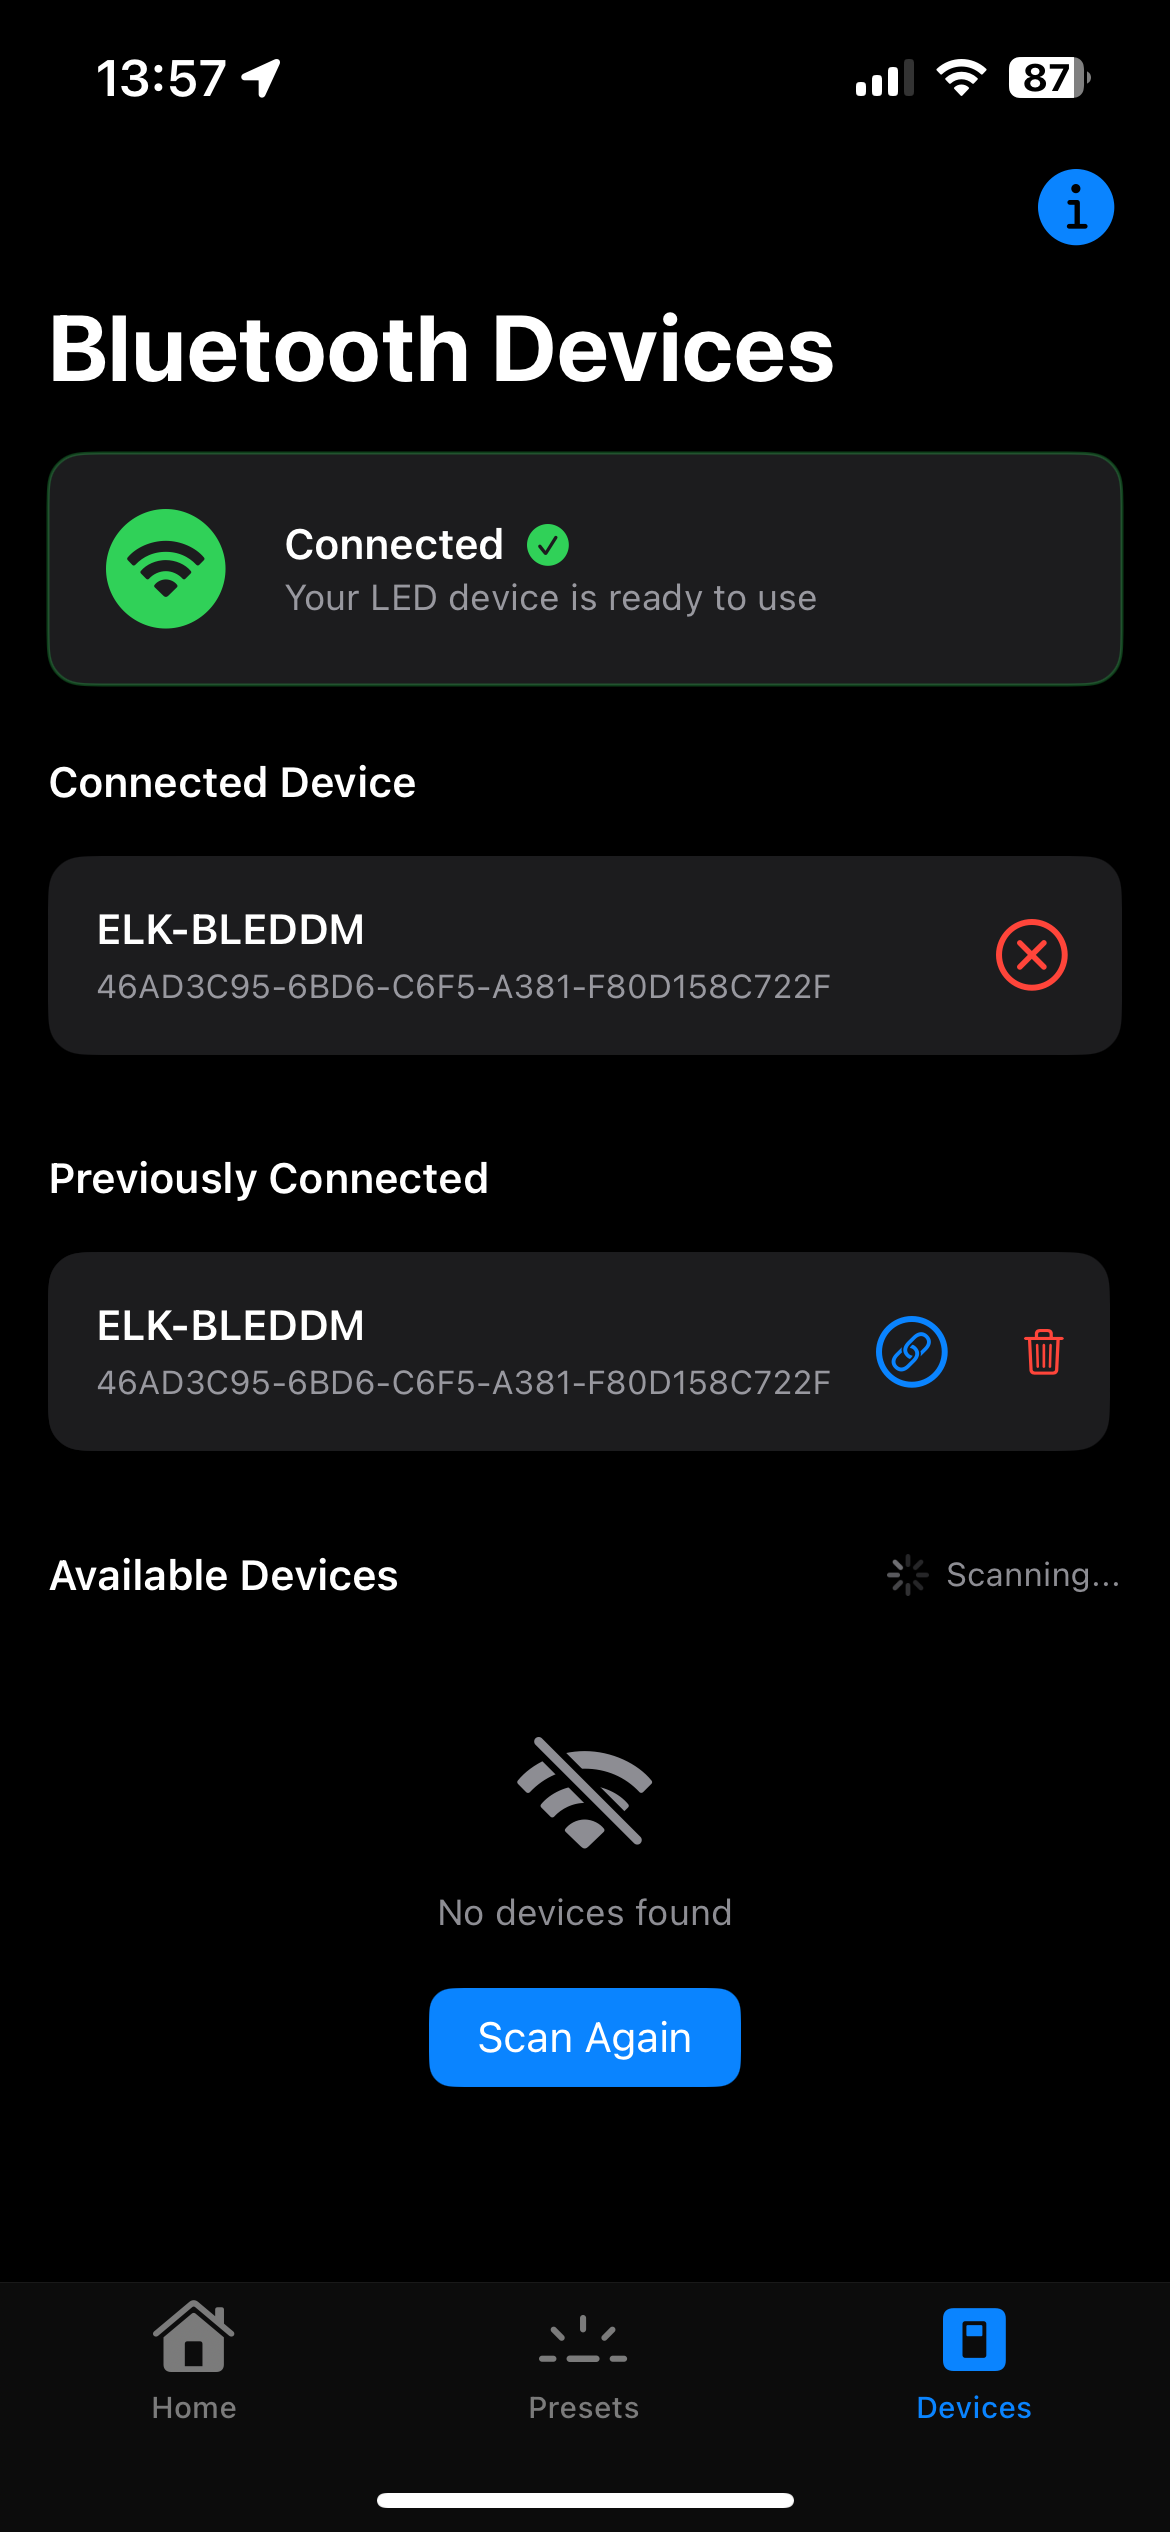 13:57
87
Bluetooth Devices
Connected
Your LED device is ready to use
Connected Device
ELK-BLEDDM
46AD3C95-6BD6-C6F5-A381-F80D158C722F
Previously Connected
ELK-BLEDDM
46AD3C95-6BD6-C6F5-A381-F80D158C722F
Available Devices
Scanning...
No devices found
Scan Again
Home
Presets
Devices